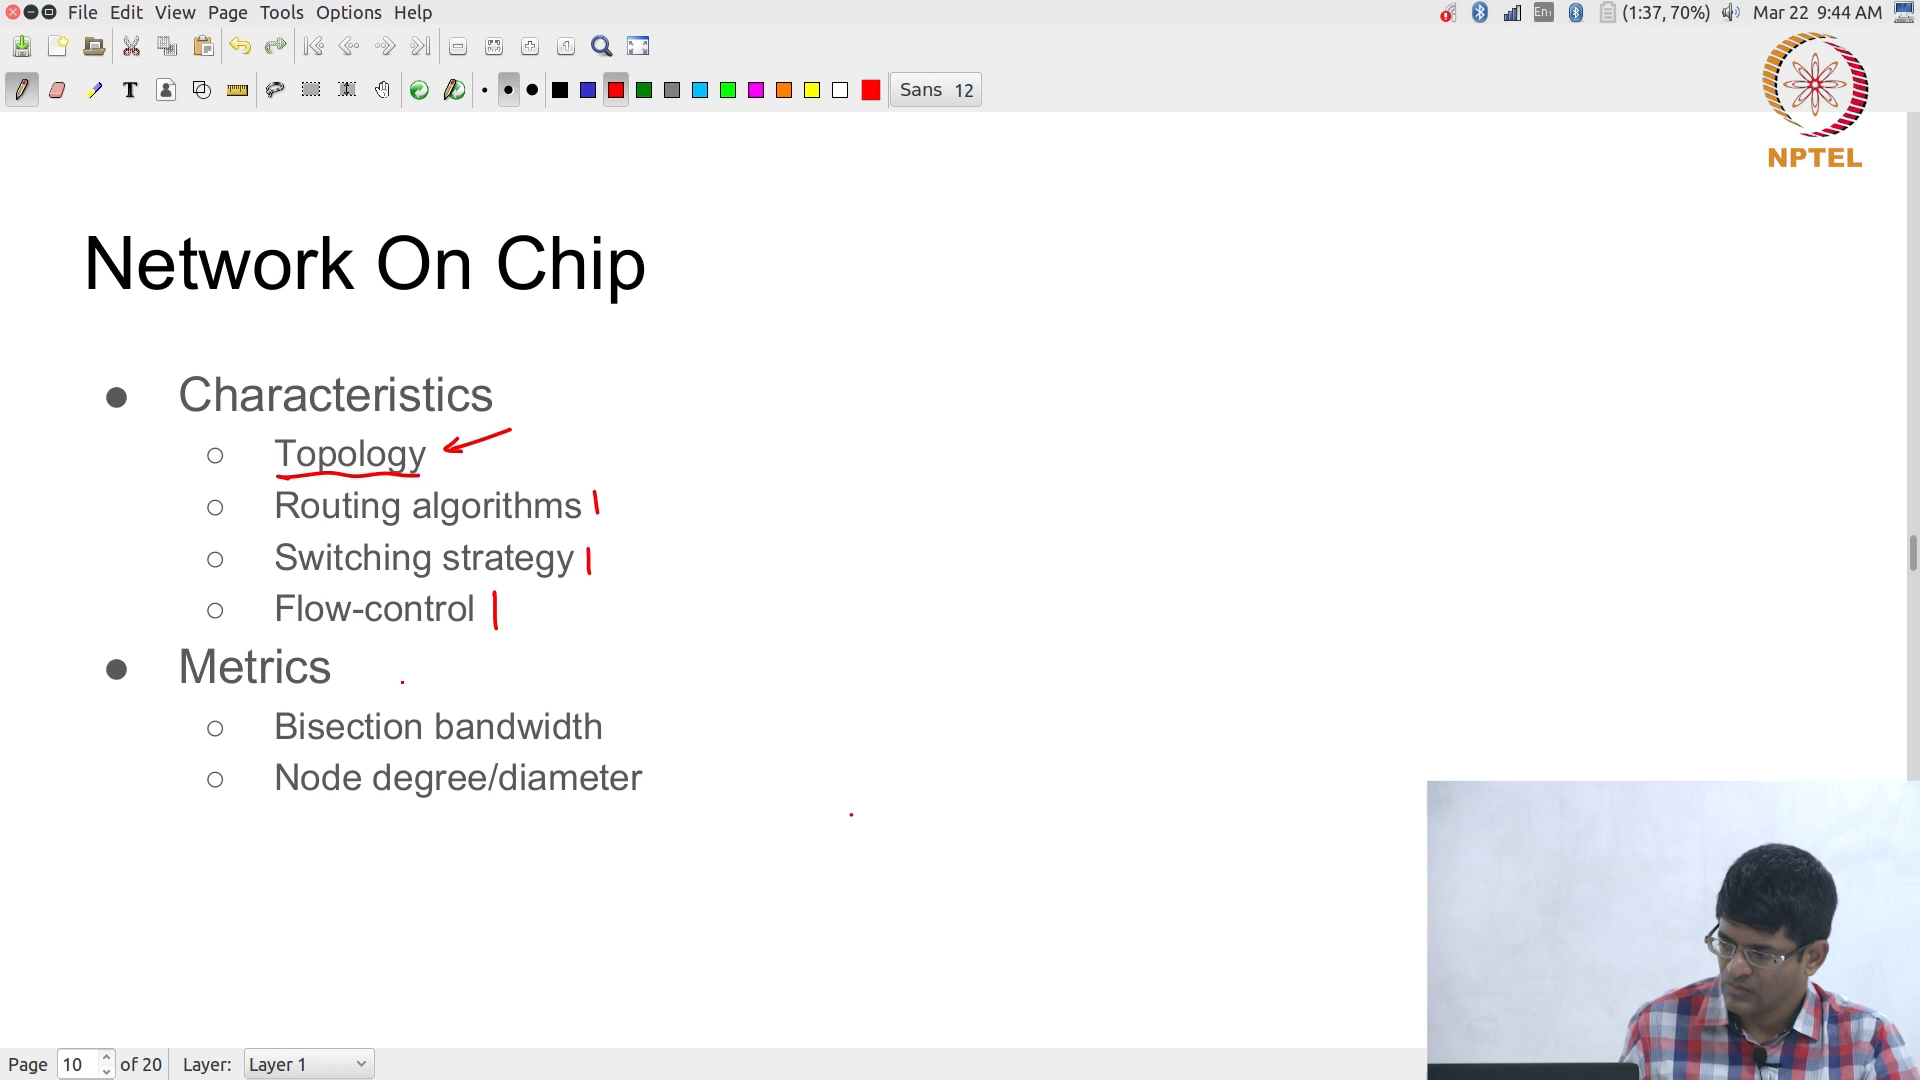 File Edit View Page Tools Options Help
En1 (1:37, 70%) Mar 22 9:44 AM
Sans 12
NPTEL
Network On Chip
● Characteristics
○ Topology
○ Routing algorithms
○ Switching strategy
○ Flow-control
● Metrics
○ Bisection bandwidth
○ Node degree/diameter
Page 10 of 20 Layer: Layer 1